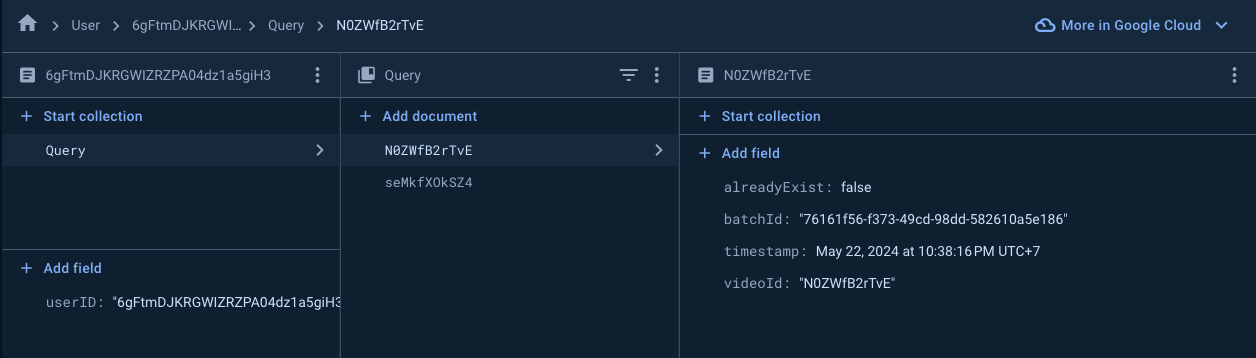 User 6gFtmDJKRGWI... Query N0ZWfB2rTvE More in Google Cloud
6gFtmDJKRGWIZRZPA04dz1a5giH3
Start collection
Query
Add field
userID: "6gFtmDJKRGWIZRZPA04dz1a5giH3
Query
Add document
N0ZWfB2rTvE
seMkfXOkSZ4
N0ZWfB2rTvE
Start collection
Add field
alreadyExist: false
batchId: "76161f56-f373-49cd-98dd-582610a5e186"
timestamp: May 22, 2024 at 10:38:16 PM UTC+7
videoId: "N0ZWfB2rTvE"